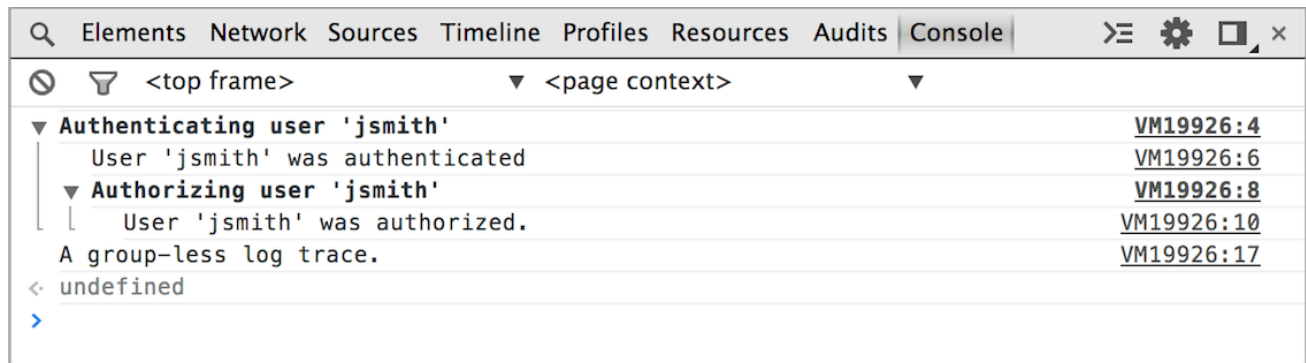 Elements Network Sources Timeline Profiles Resources Audits Console
<top frame> <page context>
Authenticating user 'jsmith' VM19926:4
User 'jsmith' was authenticated VM19926:6
Authorizing user 'jsmith' VM19926:8
User 'jsmith' was authorized. VM19926:10
A group-less log trace. VM19926:17
undefined